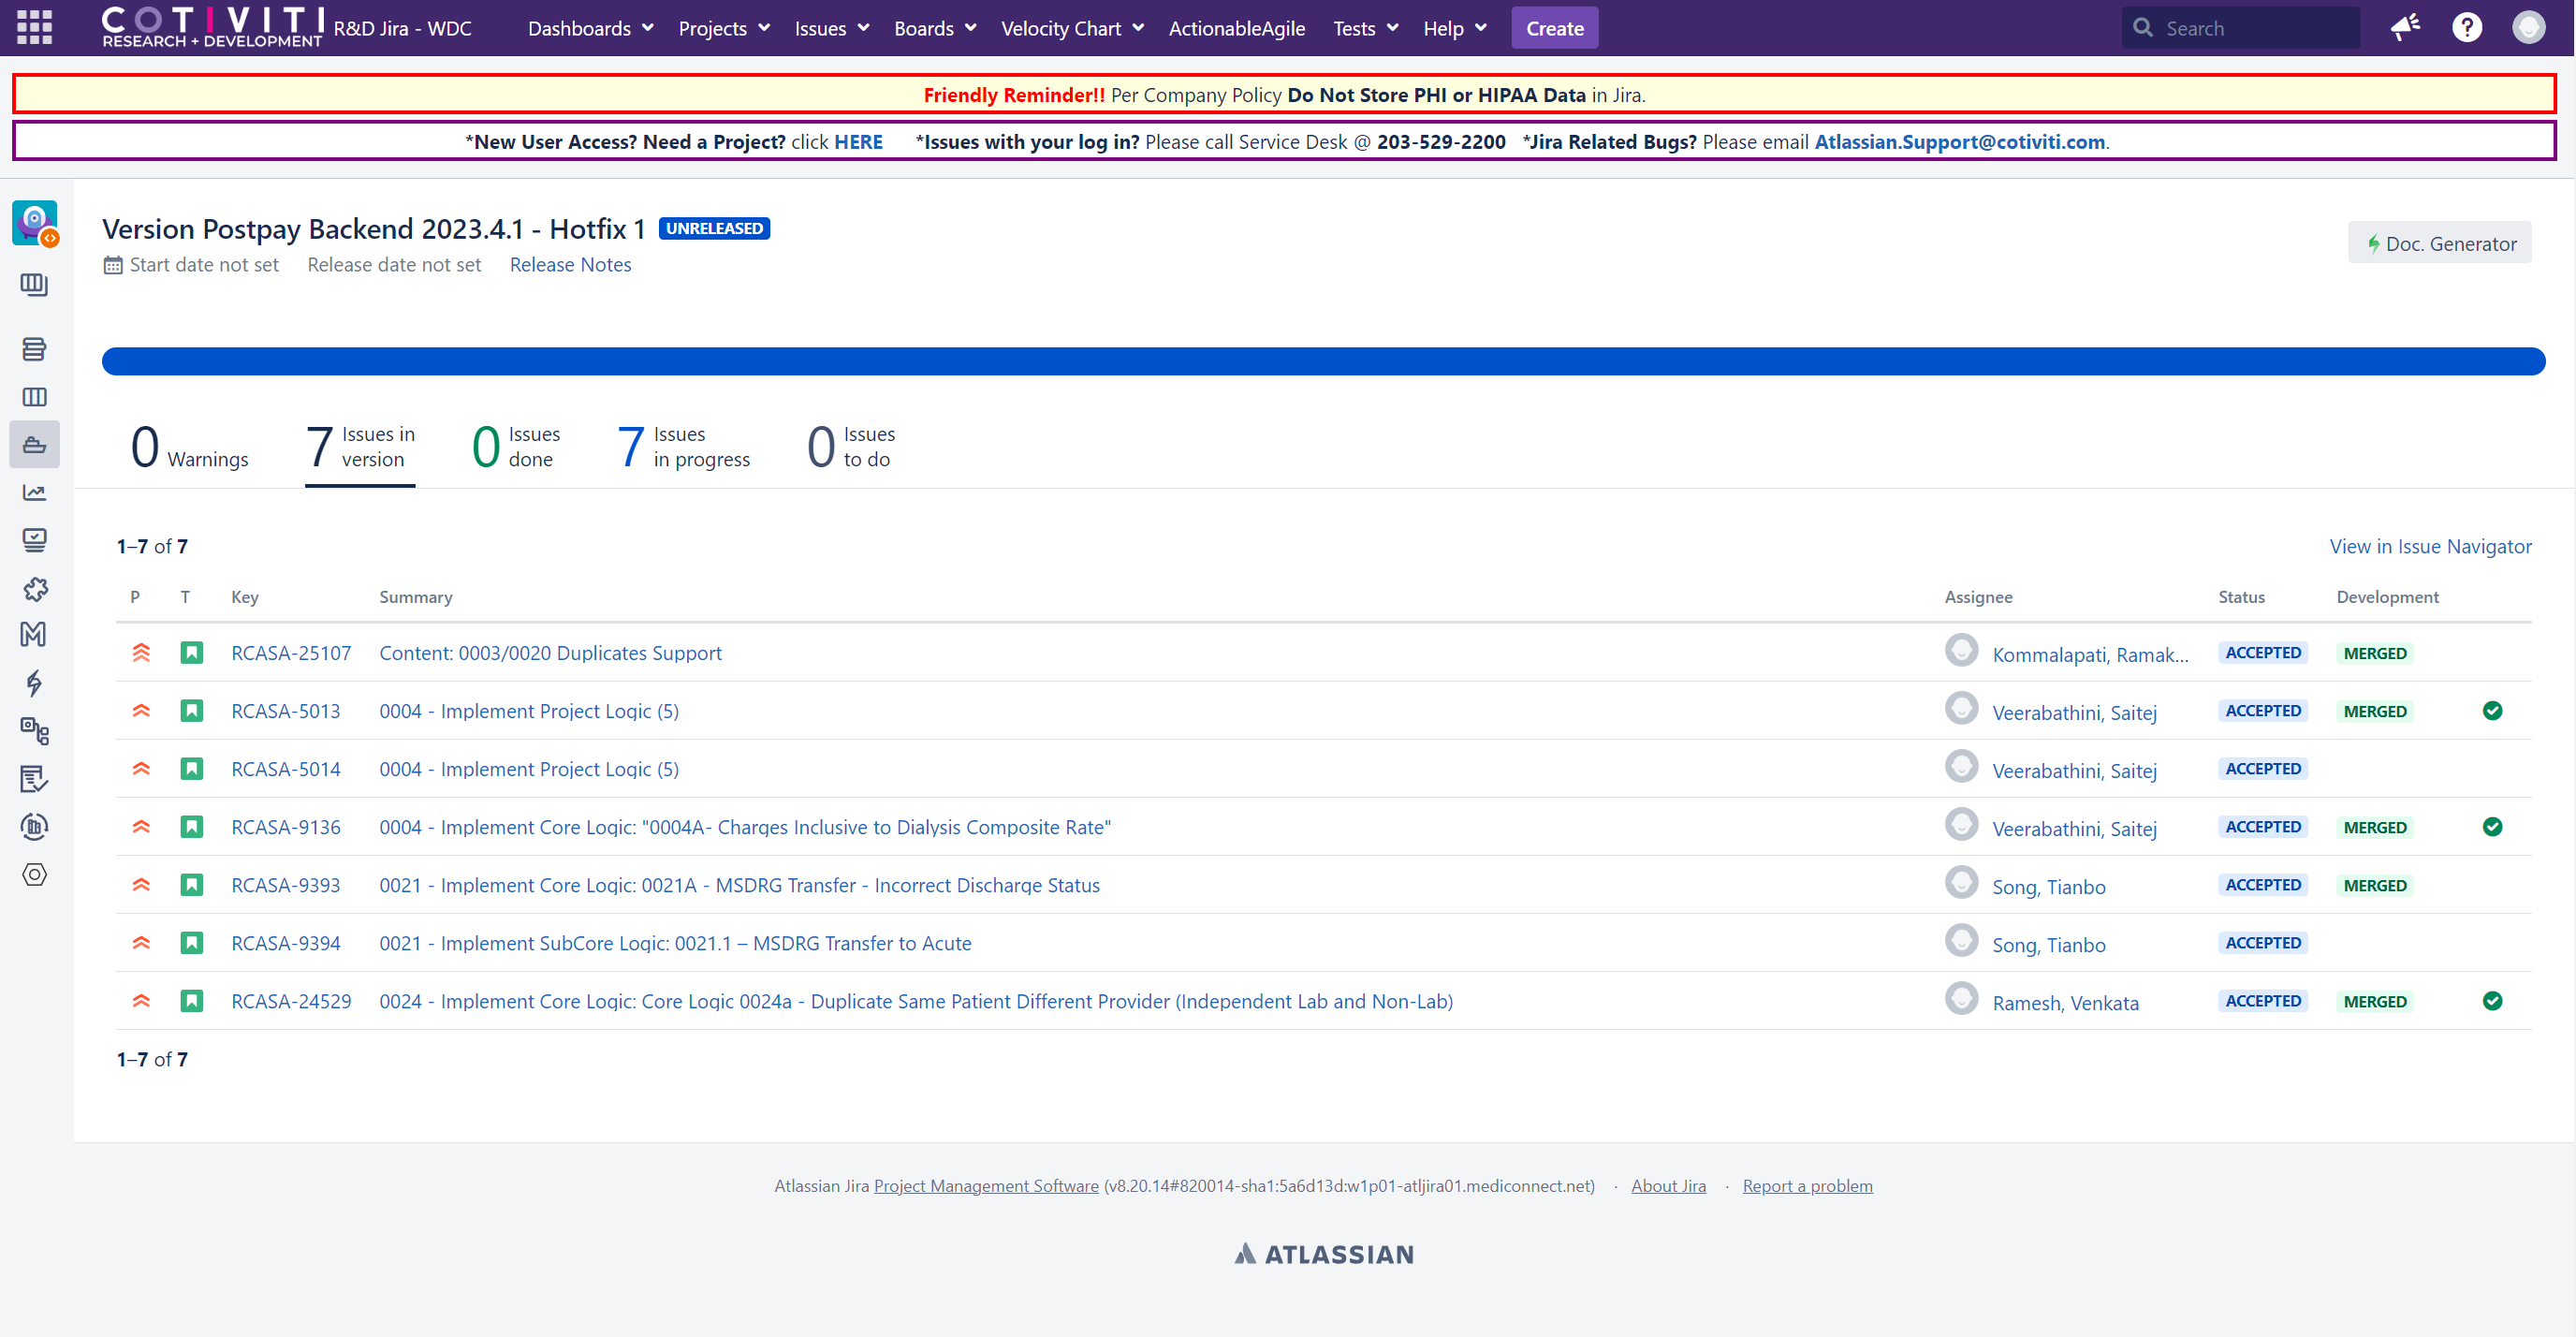 COTIVITI
RESEARCH + DEVELOPMENT
R&D Jira - WDC
Dashboards
Projects
Issues
Boards
Velocity Chart
ActionableAgile
Tests
Help
Create
Search
Friendly Reminder!! Per Company Policy Do Not Store PHI or HIPAA Data in Jira.
*New User Access? Need a Project? click HERE *Issues with your log in? Please call Service Desk @ 203-529-2200 *Jira Related Bugs? Please email Atlassian.Support@cotiviti.com.
Version Postpay Backend 2023.4.1 - Hotfix 1 UNRELEASED
Start date not set Release date not set Release Notes
Doc. Generator
0 Warnings
7 Issues in version
0 Issues done
7 Issues in progress
0 Issues to do
1–7 of 7
View in Issue Navigator
P T Key Summary Assignee Status Development
RCASA-25107 Content: 0003/0020 Duplicates Support Kommalapati, Ramak... ACCEPTED MERGED
RCASA-5013 0004 - Implement Project Logic (5) Veerabathini, Saitej ACCEPTED MERGED
RCASA-5014 0004 - Implement Project Logic (5) Veerabathini, Saitej ACCEPTED
RCASA-9136 0004 - Implement Core Logic: "0004A- Charges Inclusive to Dialysis Composite Rate" Veerabathini, Saitej ACCEPTED MERGED
RCASA-9393 0021 - Implement Core Logic: 0021A - MSDRG Transfer - Incorrect Discharge Status Song, Tianbo ACCEPTED MERGED
RCASA-9394 0021 - Implement SubCore Logic: 0021.1 – MSDRG Transfer to Acute Song, Tianbo ACCEPTED
RCASA-24529 0024 - Implement Core Logic: Core Logic 0024a - Duplicate Same Patient Different Provider (Independent Lab and Non-Lab) Ramesh, Venkata ACCEPTED MERGED
1–7 of 7
Atlassian Jira Project Management Software (v8.20.14#820014-sha1:5a6d13d:w1p01-atljira01.mediconnect.net) · About Jira · Report a problem
ATLASSIAN